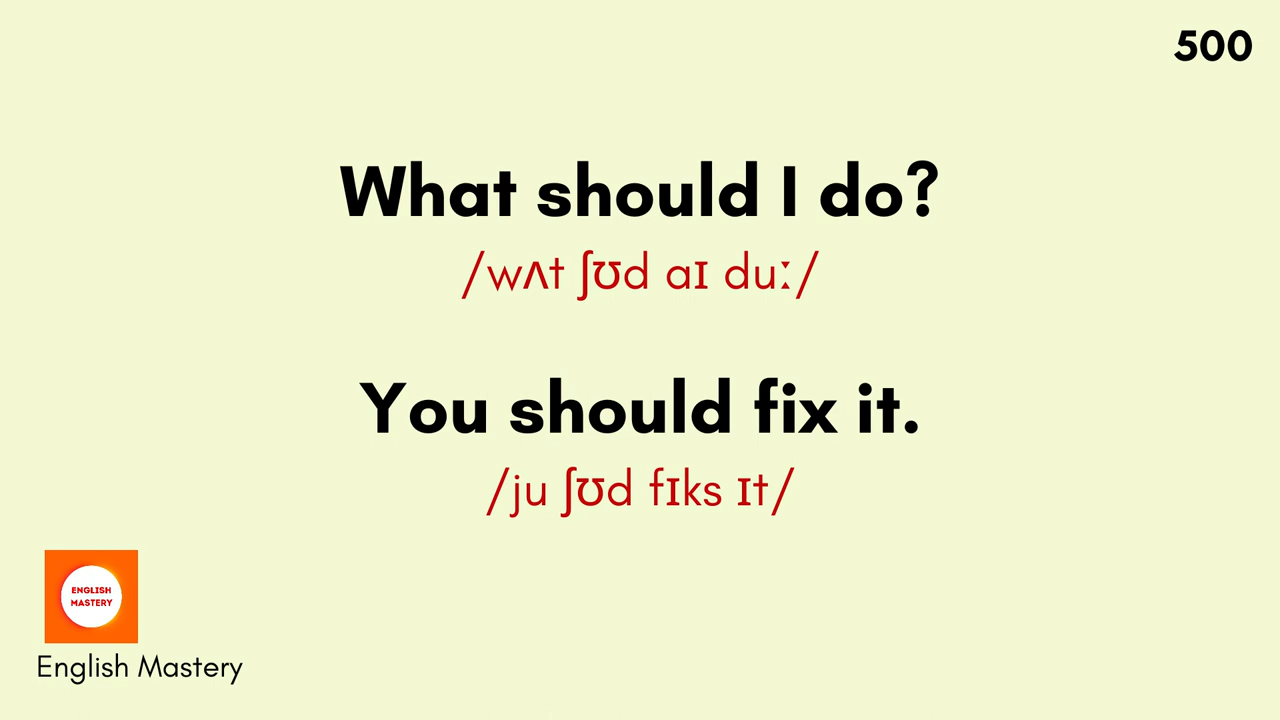 500
What should I do?
/wʌt ʃʊd aɪ duː/
You should fix it.
/ju ʃʊd fɪks ɪt/
ENGLISH
MASTERY
English Mastery